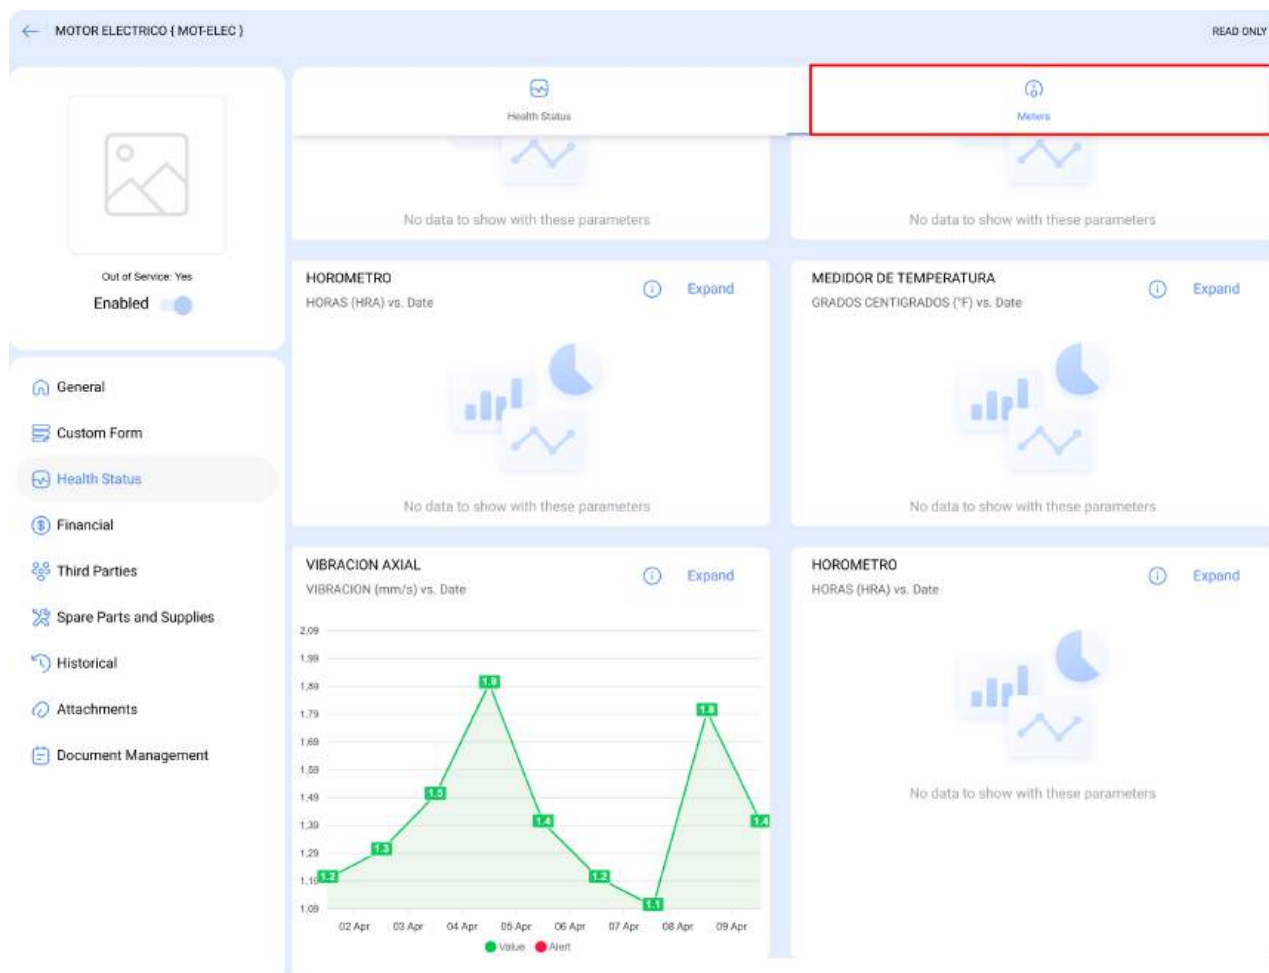 MOTOR ELECTRICO { MOT-ELEC }
READ ONLY
Out of Service: Yes
Enabled
General
Custom Form
Health Status
Financial
Third Parties
Spare Parts and Supplies
Historical
Attachments
Document Management
Health Status
Meters
No data to show with these parameters
No data to show with these parameters
HOROMETRO
HORAS (HRA) vs. Date
Expand
No data to show with these parameters
MEDIDOR DE TEMPERATURA
GRADOS CENTIGRADOS (°F) vs. Date
Expand
No data to show with these parameters
VIBRACION AXIAL
VIBRACION (mm/s) vs. Date
Expand
2,09
1,99
1,89
1,79
1,69
1,59
1,49
1,39
1,29
1,19
1,09
1.2
1.3
1.5
1.9
1.4
1.2
1.1
1.8
1.4
02 Apr 03 Apr 04 Apr 05 Apr 06 Apr 07 Apr 08 Apr 09 Apr
Value Alert
HOROMETRO
HORAS (HRA) vs. Date
Expand
No data to show with these parameters